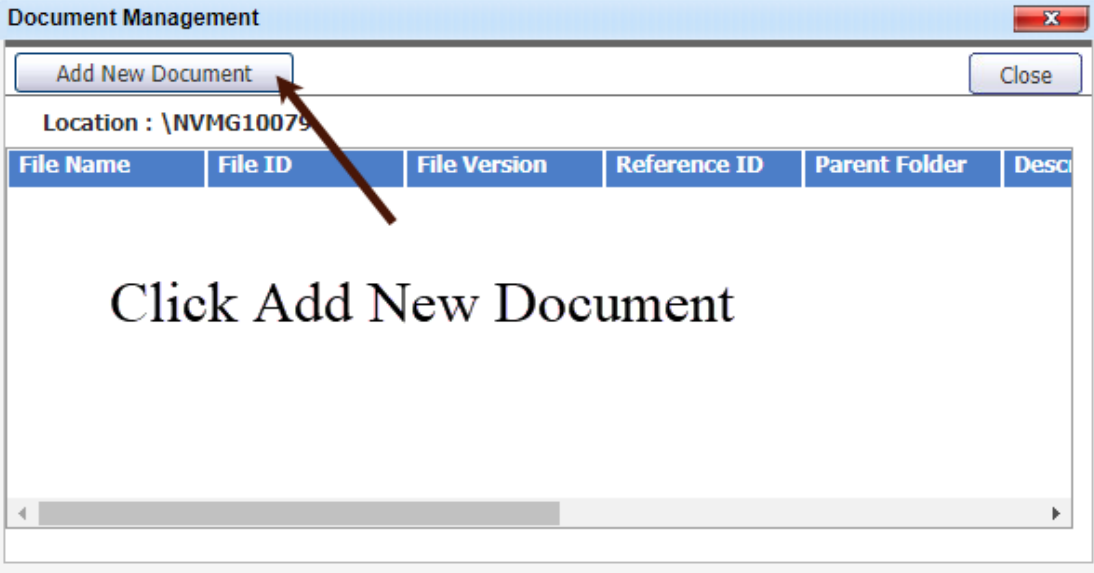 Document Management
x
Add New Document
Close
Location : \NVMG10079
File Name File ID File Version Reference ID Parent Folder Descr
Click Add New Document